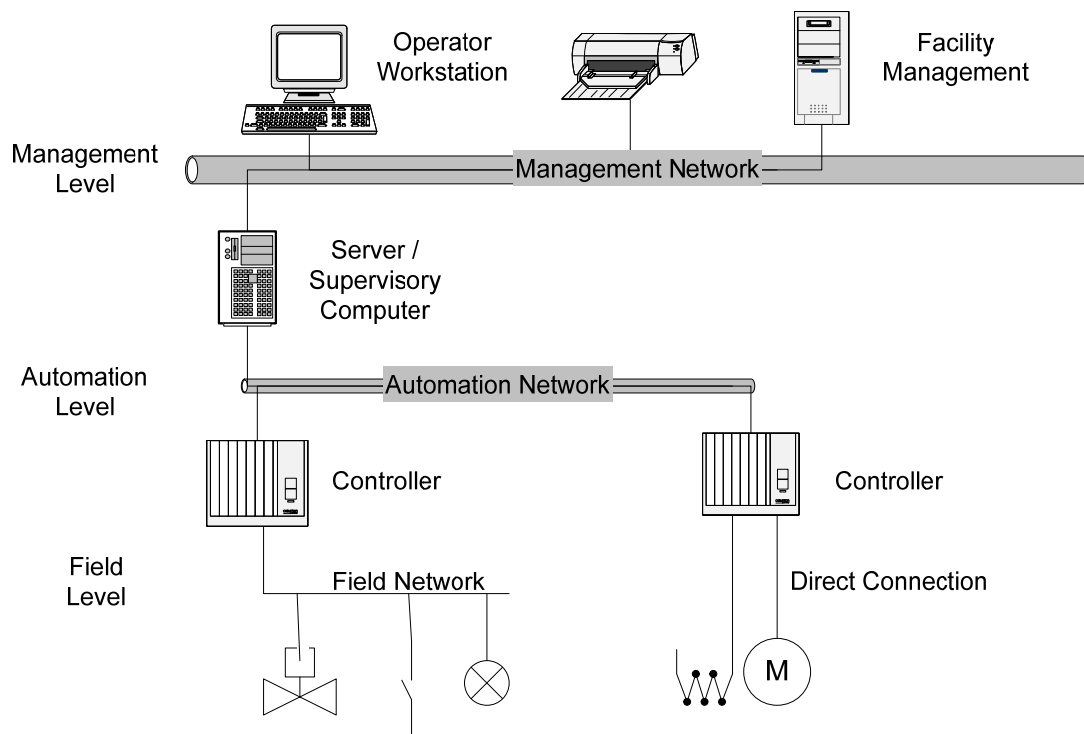 Operator
Workstation
Facility
Management
Management
Level
Management Network
Server /
Supervisory
Computer
Automation
Level
Automation Network
Controller
Controller
Field
Level
Field Network
Direct Connection
M